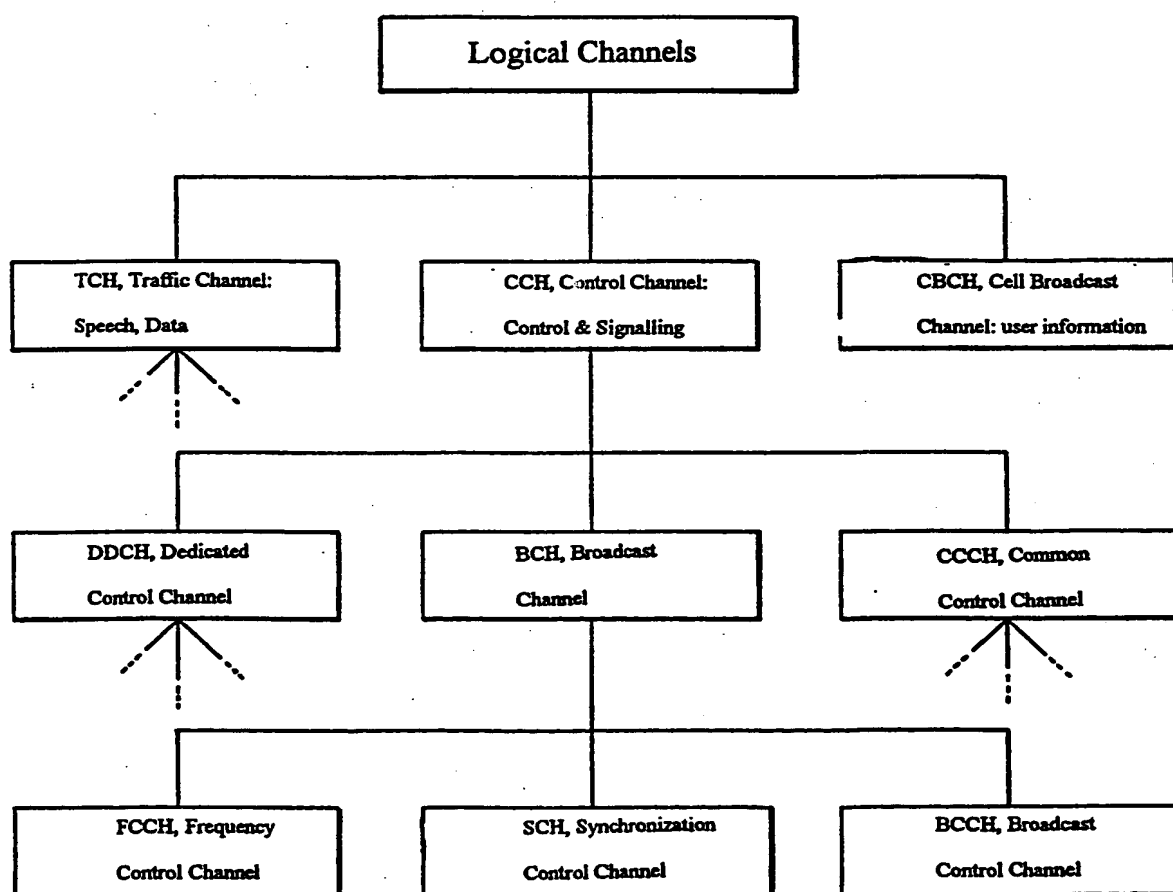 Logical Channels
TCH, Traffic Channel:
Speech, Data
CCH, Control Channel:
Control & Signalling
CBCH, Cell Broadcast
Channel: user information
DDCH, Dedicated
Control Channel
BCH, Broadcast
Channel
CCCH, Common
Control Channel
FCCH, Frequency
Control Channel
SCH, Synchronization
Control Channel
BCCH, Broadcast
Control Channel